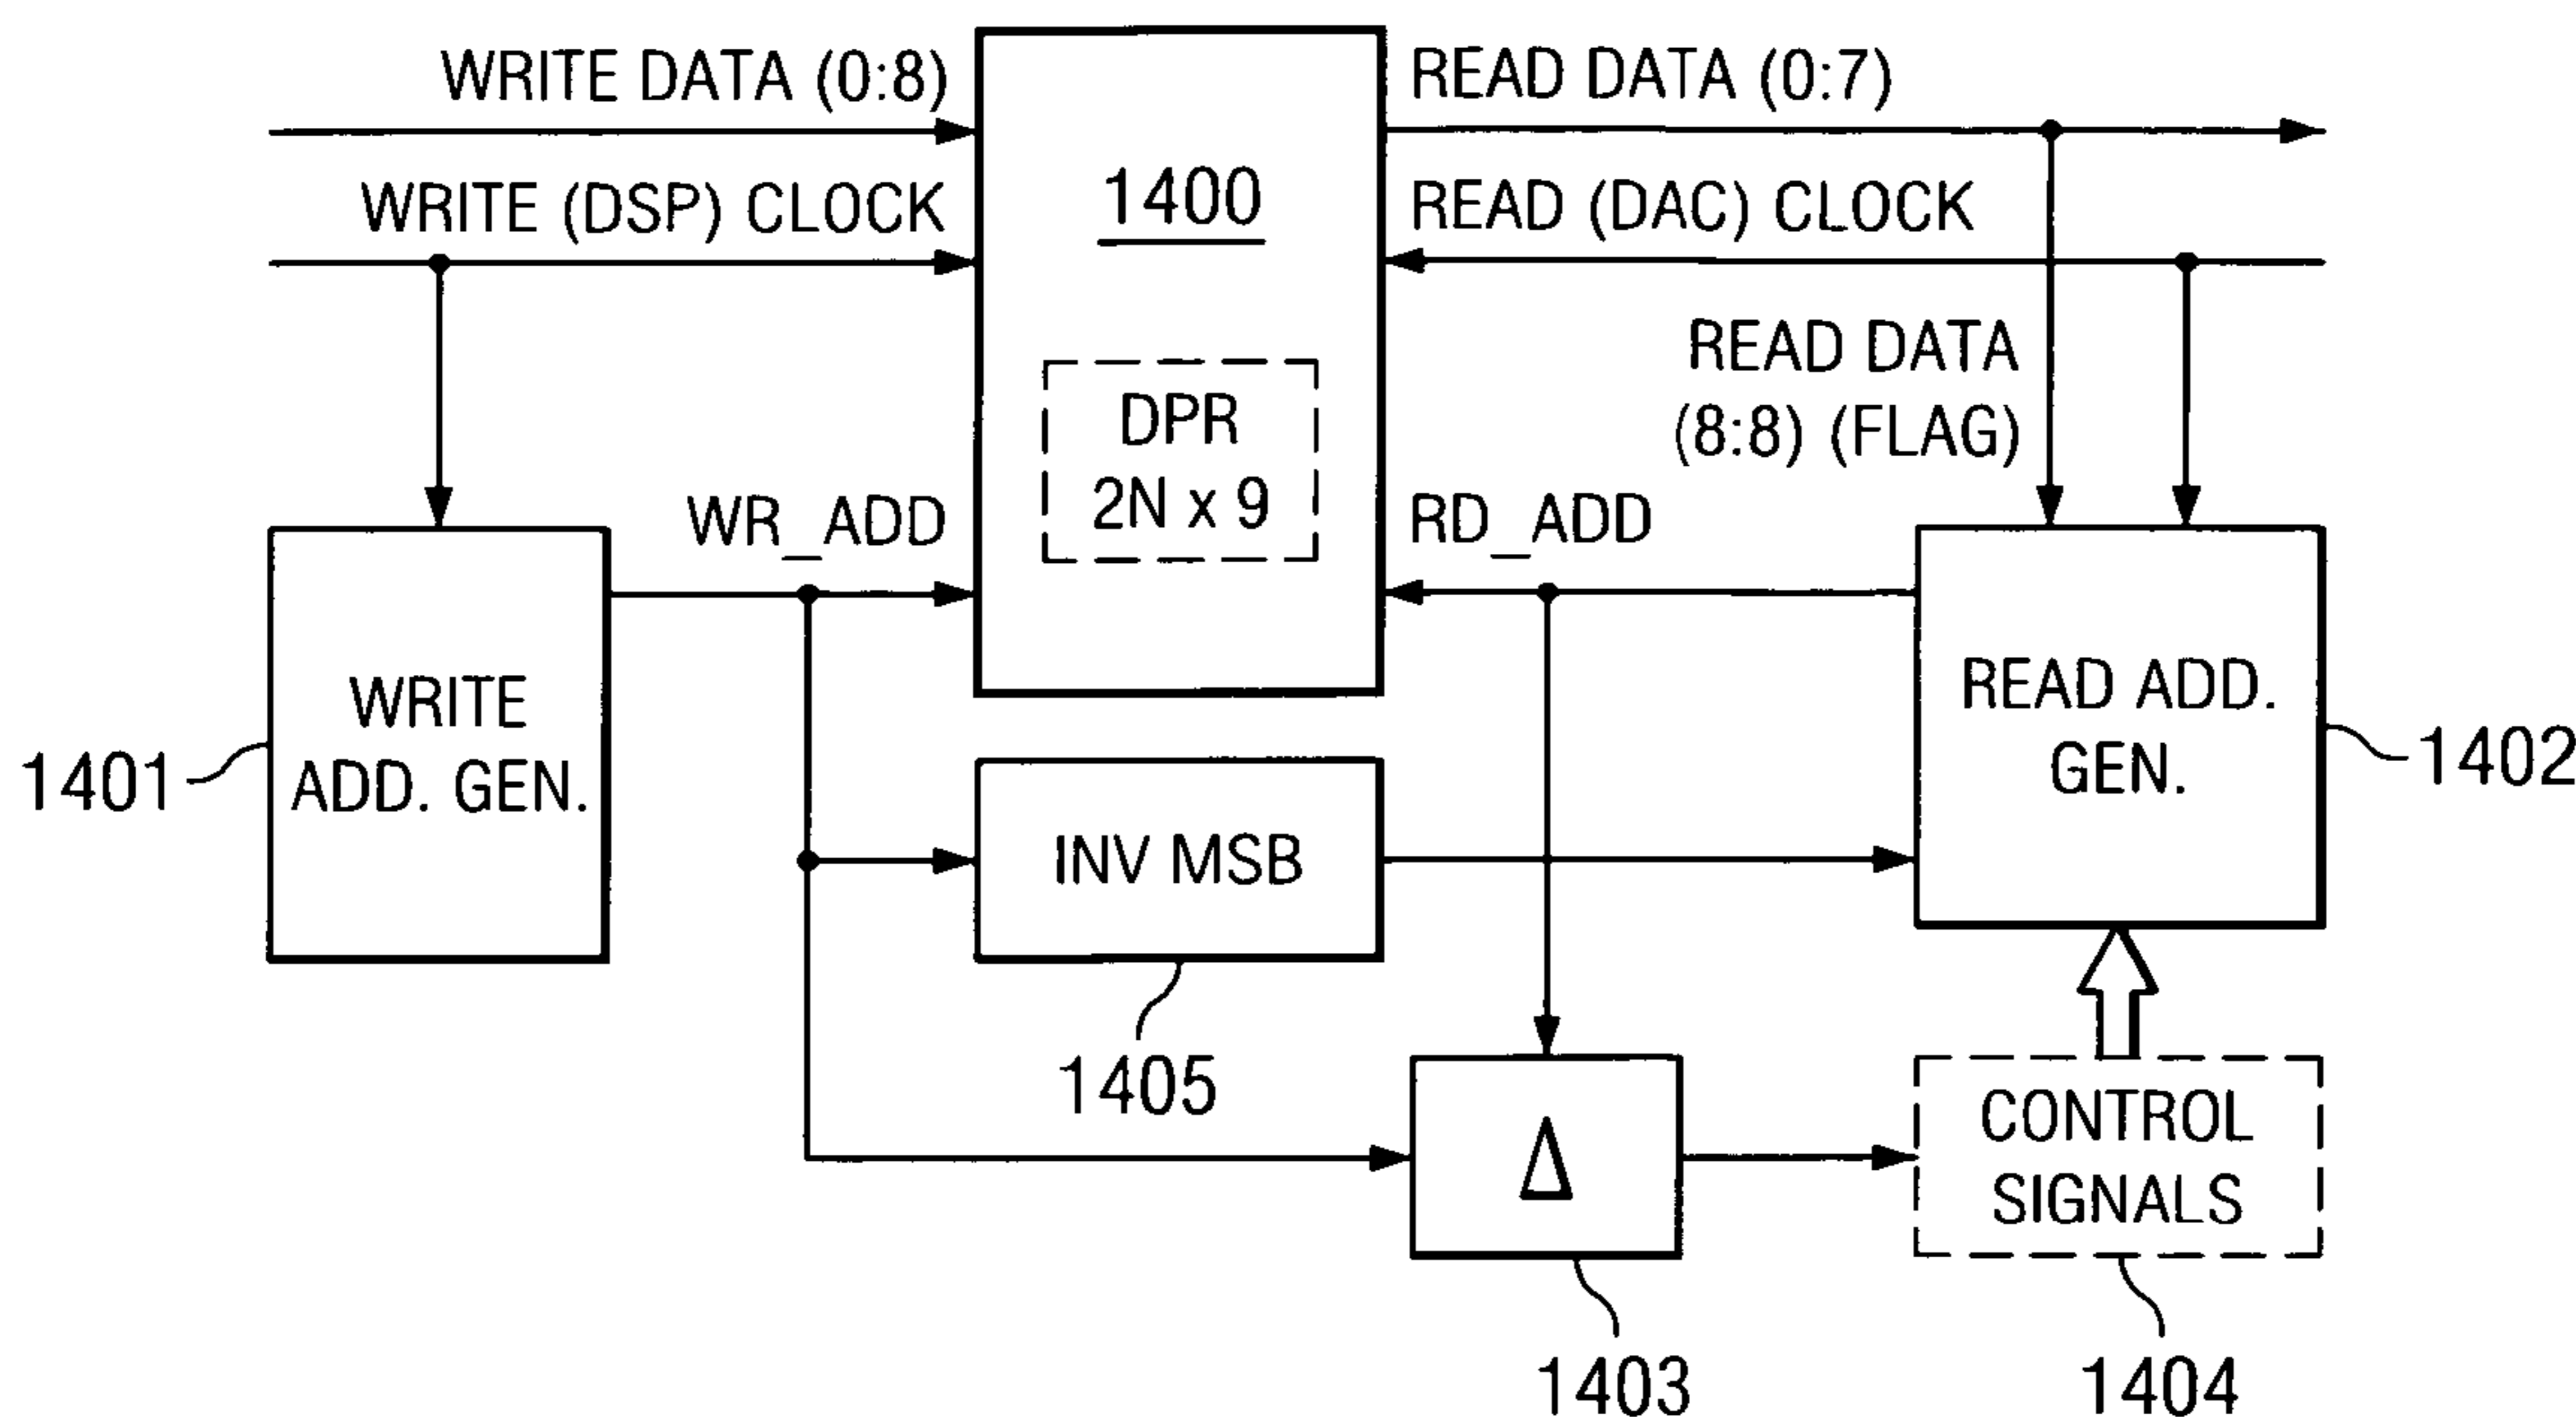 WRITE DATA (0:8)
READ DATA (0:7)
WRITE (DSP) CLOCK
1400
READ (DAC) CLOCK
READ DATA
(8:8) (FLAG)
DPR
2N x 9
WR_ADD
RD_ADD
WRITE
ADD. GEN.
1401
READ ADD.
GEN.
1402
INV MSB
1405
Δ
CONTROL
SIGNALS
1403
1404